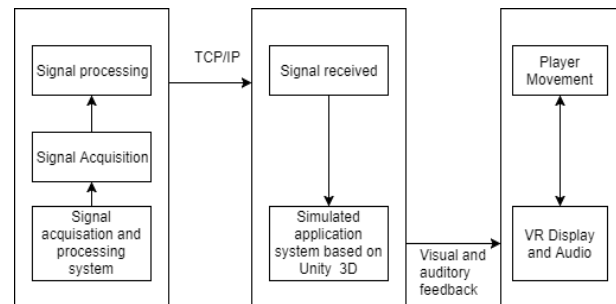 Signal processing
Signal Acquisition
Signal
acquisation and
processing
system
TCP/IP
Signal received
Simulated
application
system based on
Unity 3D
Visual and
auditory
feedback
Player
Movement
VR Display
and Audio